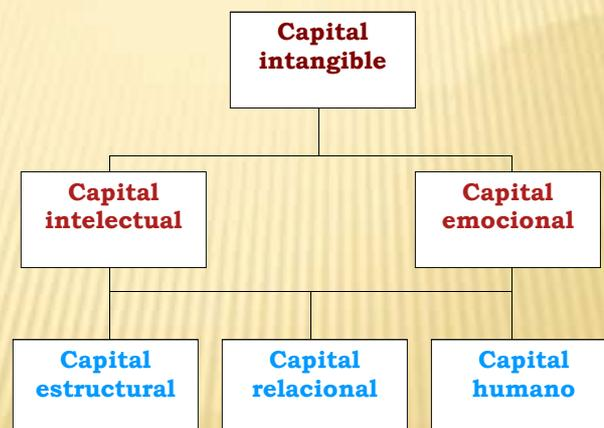 Capital
intangible
Capital
intelectual
Capital
emocional
Capital
estructural
Capital
relacional
Capital
humano